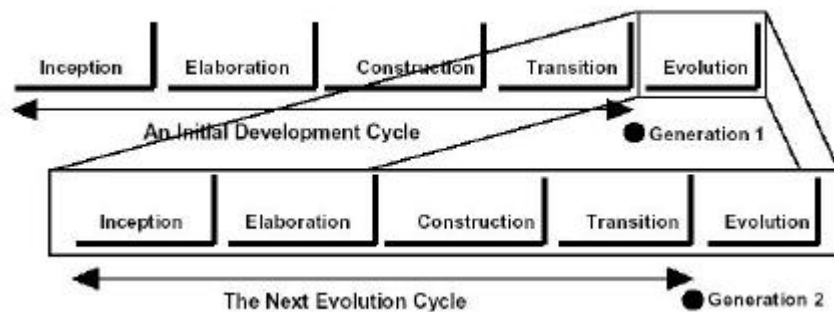 Inception Elaboration Construction Transition Evolution
An Initial Development Cycle
Generation 1
Inception Elaboration Construction Transition Evolution
The Next Evolution Cycle
Generation 2